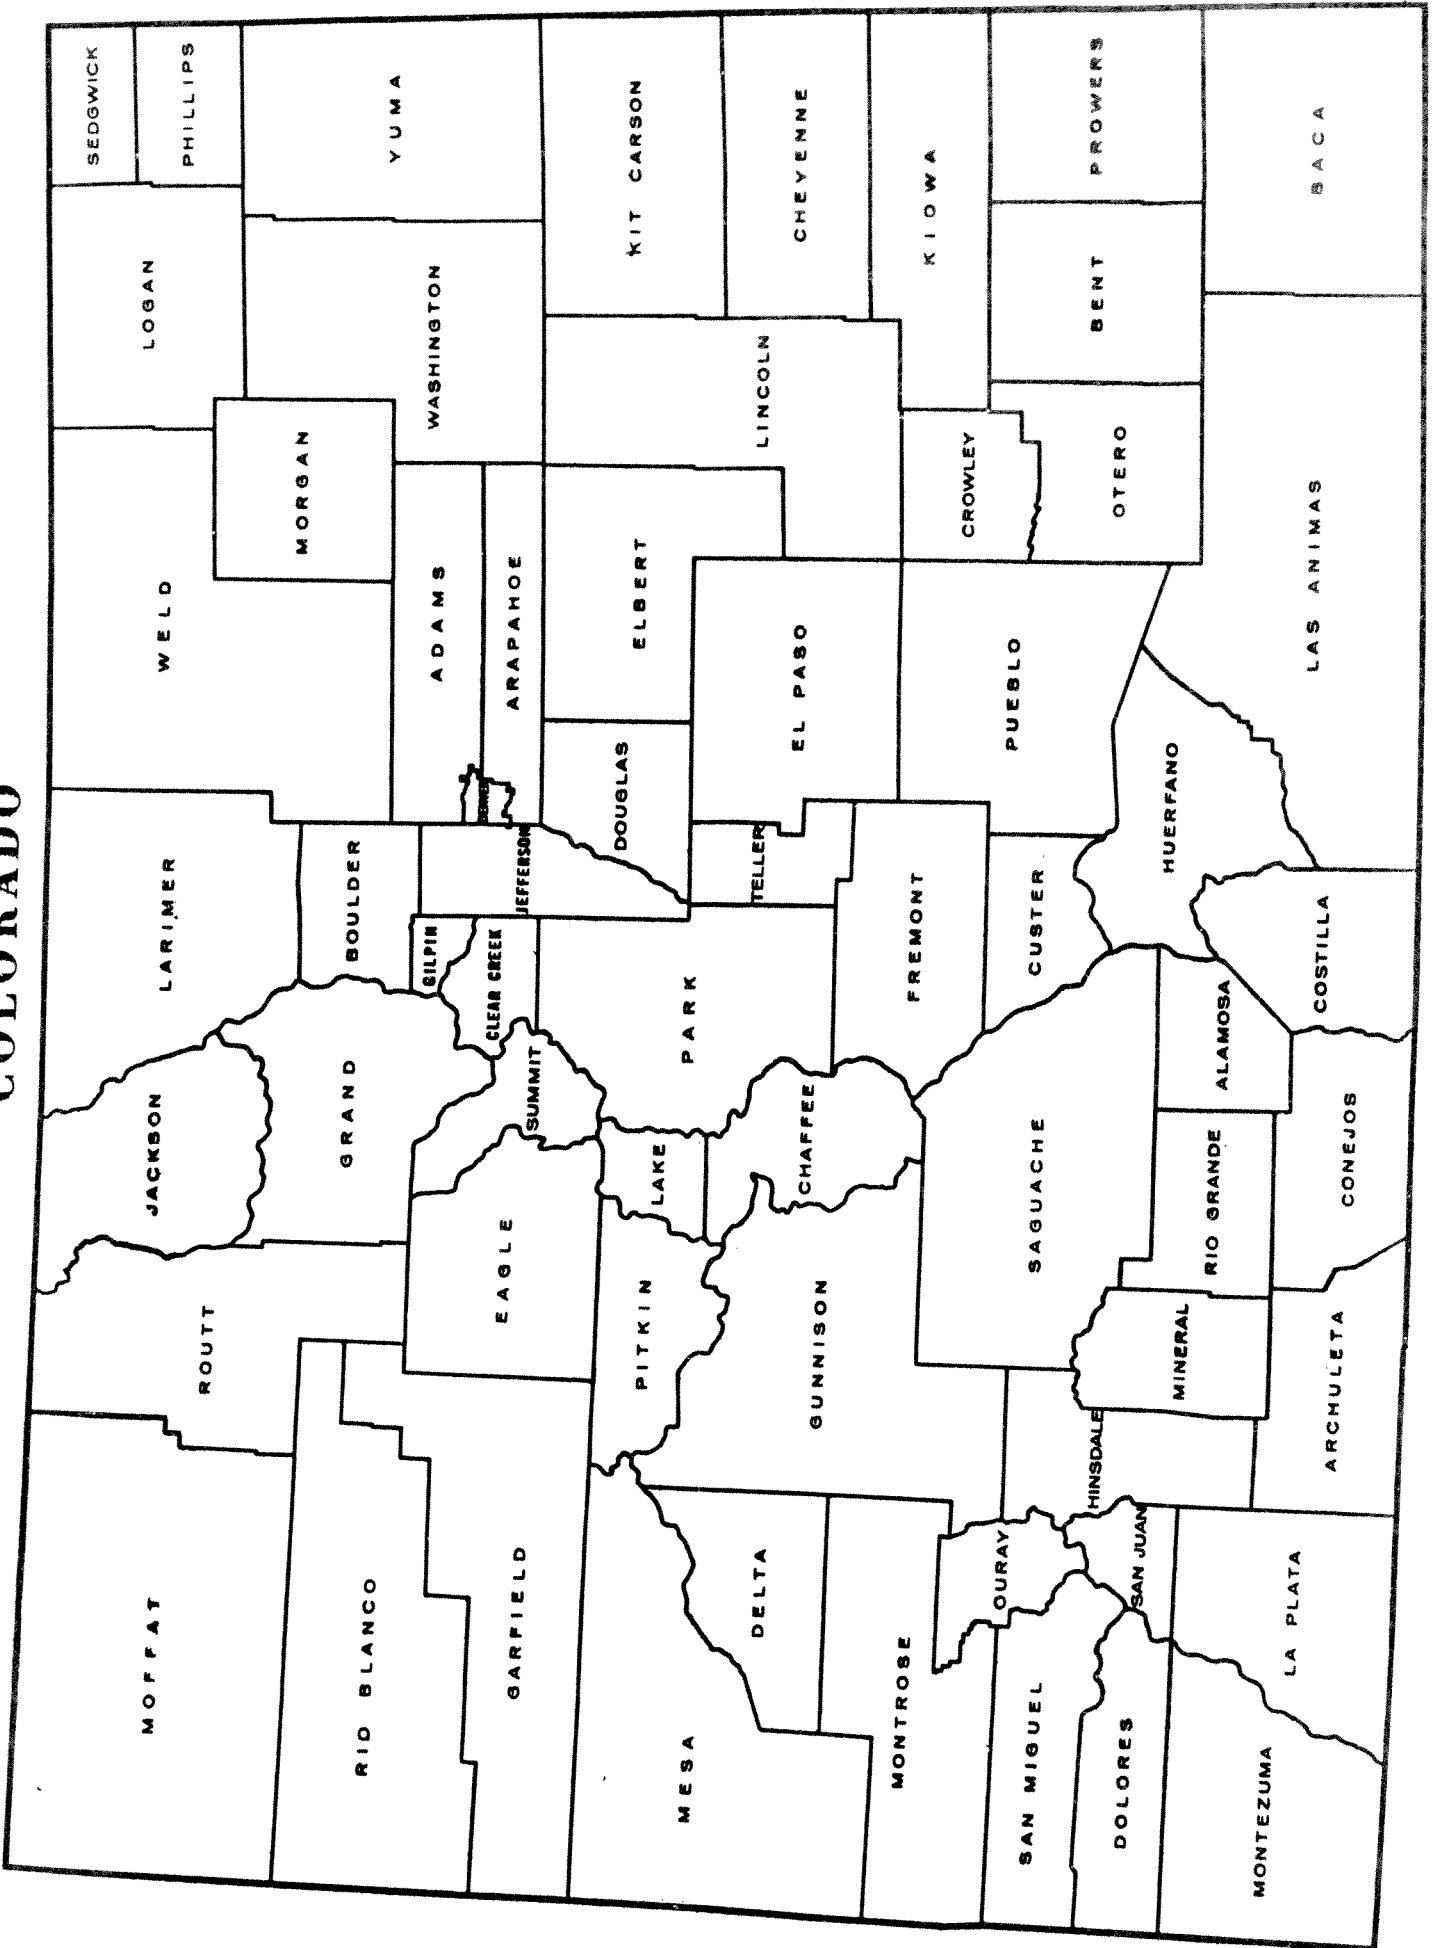 COLORADO
MOFFAT
ROUTT
JACKSON
LARIMER
WELD
LOGAN
SEDGWICK
PHILLIPS
RIO BLANCO
GRAND
BOULDER
MORGAN
WASHINGTON
YUMA
GARFIELD
EAGLE
SUMMIT
GILPIN
CLEAR CREEK
JEFFERSON
DENVER
ADAMS
ARAPAHOE
MESA
PITKIN
LAKE
PARK
DOUGLAS
ELBERT
LINCOLN
KIT CARSON
DELTA
GUNNISON
CHAFFEE
TELLER
EL PASO
CHEYENNE
MONTROSE
OURAY
FREMONT
CROWLEY
KIOWA
SAN MIGUEL
HINSDALE
SAGUACHE
CUSTER
PUEBLO
OTERO
BENT
PROWERS
DOLORES
SAN JUAN
MINERAL
RIO GRANDE
ALAMOSA
HUERFANO
MONTEZUMA
LA PLATA
ARCHULETA
CONEJOS
COSTILLA
LAS ANIMAS
BACA